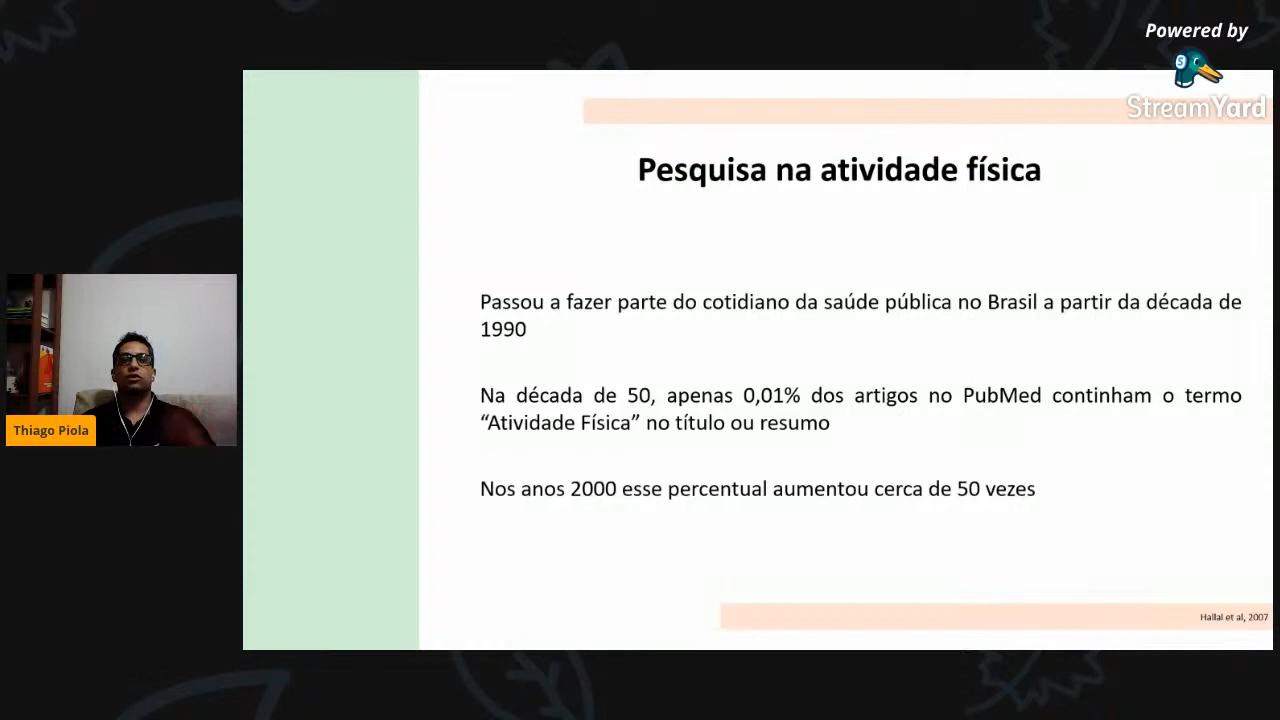 Powered by
StreamYard
Pesquisa na atividade física
Passou a fazer parte do cotidiano da saúde pública no Brasil a partir da década de
1990
Na década de 50, apenas 0,01% dos artigos no PubMed continham o termo
“Atividade Física” no título ou resumo
Nos anos 2000 esse percentual aumentou cerca de 50 vezes
Thiago Piola
Hallal et al, 2007